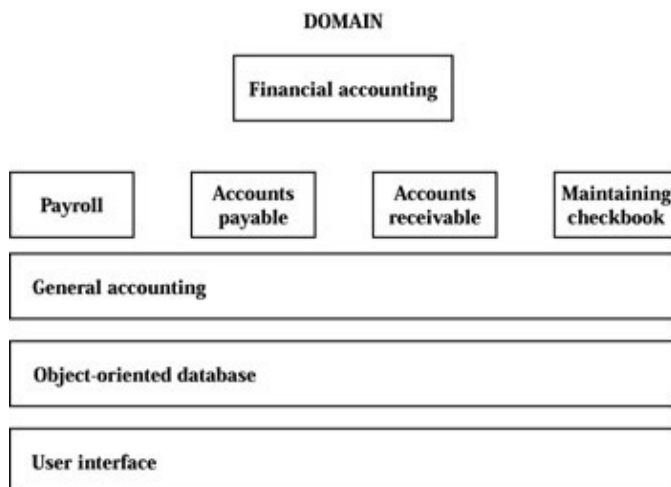 DOMAIN
Financial accounting
Payroll
Accounts
payable
Accounts
receivable
Maintaining
checkbook
General accounting
Object-oriented database
User interface